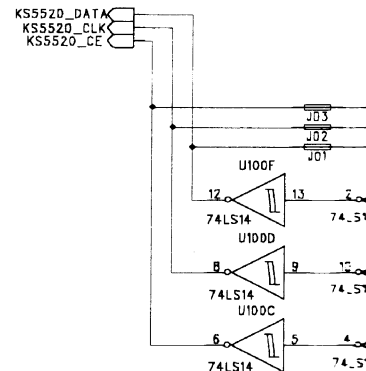 KS5520_DATA
KS5520_CLK
KS5520_CE
J03
J02
J01
U100F
12 13 2
74LS14
U100D
8 9
74LS14
U100C
6 5 4
74LS14